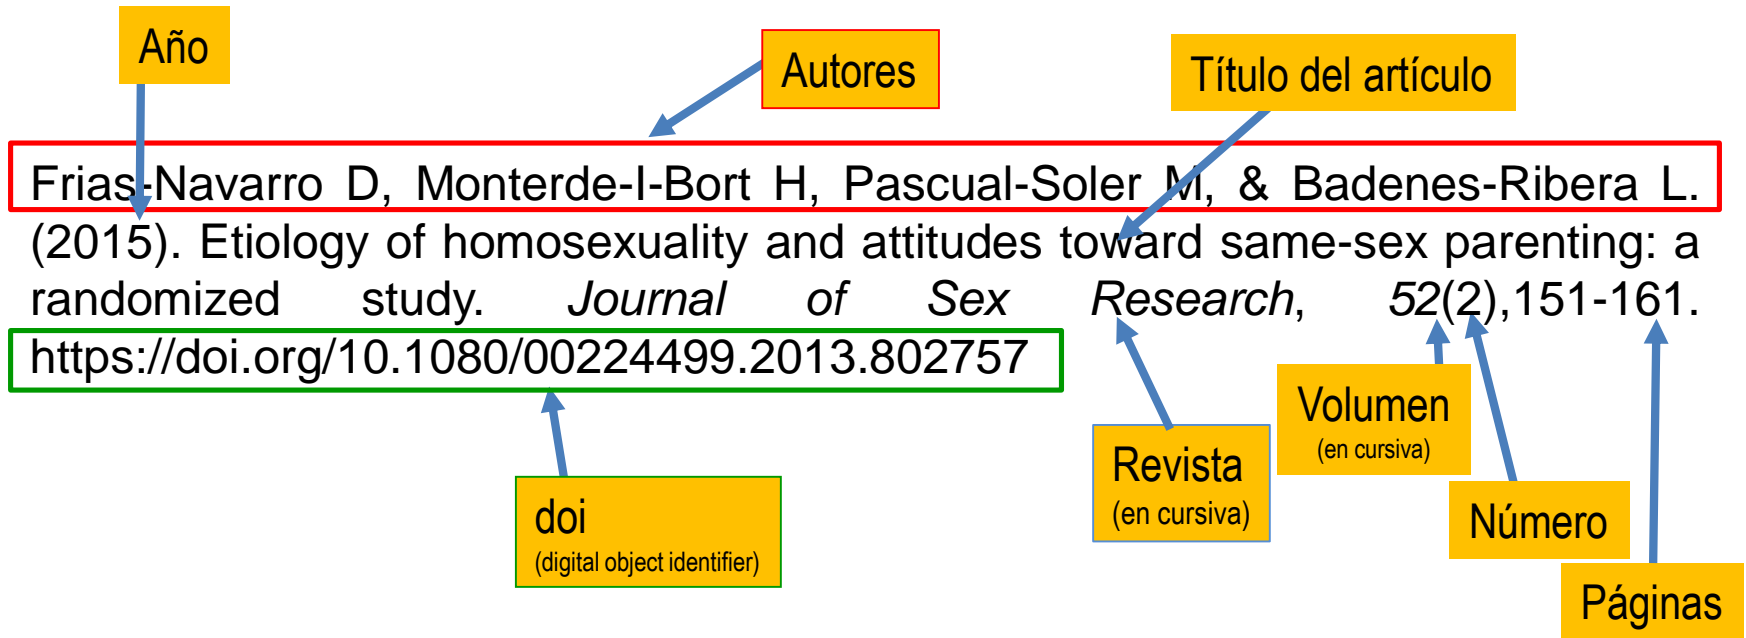 Año
Autores
Título del artículo
Frias-Navarro D, Monterde-I-Bort H, Pascual-Soler M, & Badenes-Ribera L.
(2015). Etiology of homosexuality and attitudes toward same-sex parenting: a
randomized study. Journal of Sex Research, 52(2),151-161.
https://doi.org/10.1080/00224499.2013.802757
doi
(digital object identifier)
Revista
(en cursiva)
Volumen
(en cursiva)
Número
Páginas